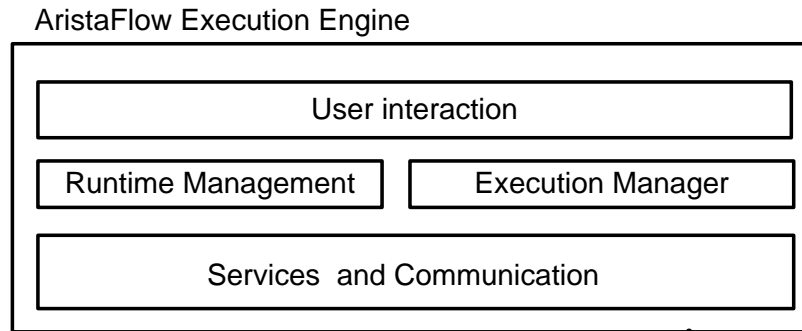 AristaFlow Execution Engine
User interaction
Runtime Management Execution Manager
Services and Communication